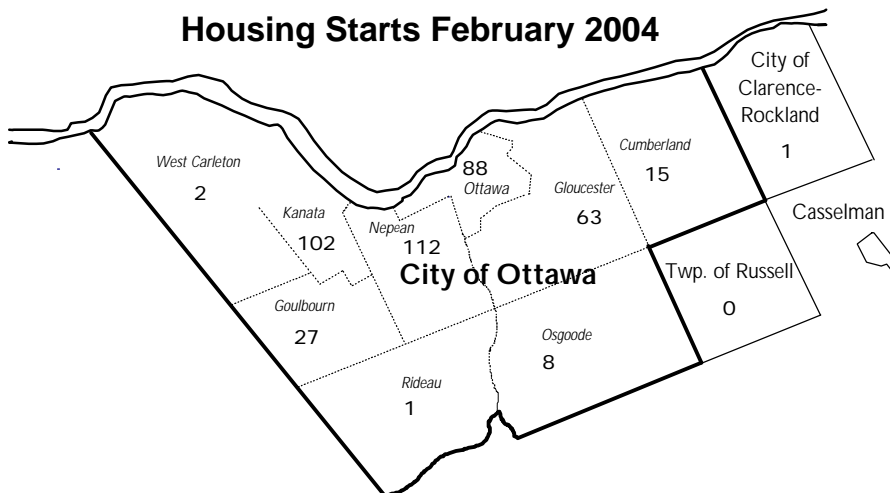 Housing Starts February 2004
City of
Clarence-
Rockland
1
West Carleton
2
Kanata
102
Nepean
112
88
Ottawa
Gloucester
63
Cumberland
15
Casselman
City of Ottawa
Twp. of Russell
0
Goulbourn
27
Osgoode
8
Rideau
1